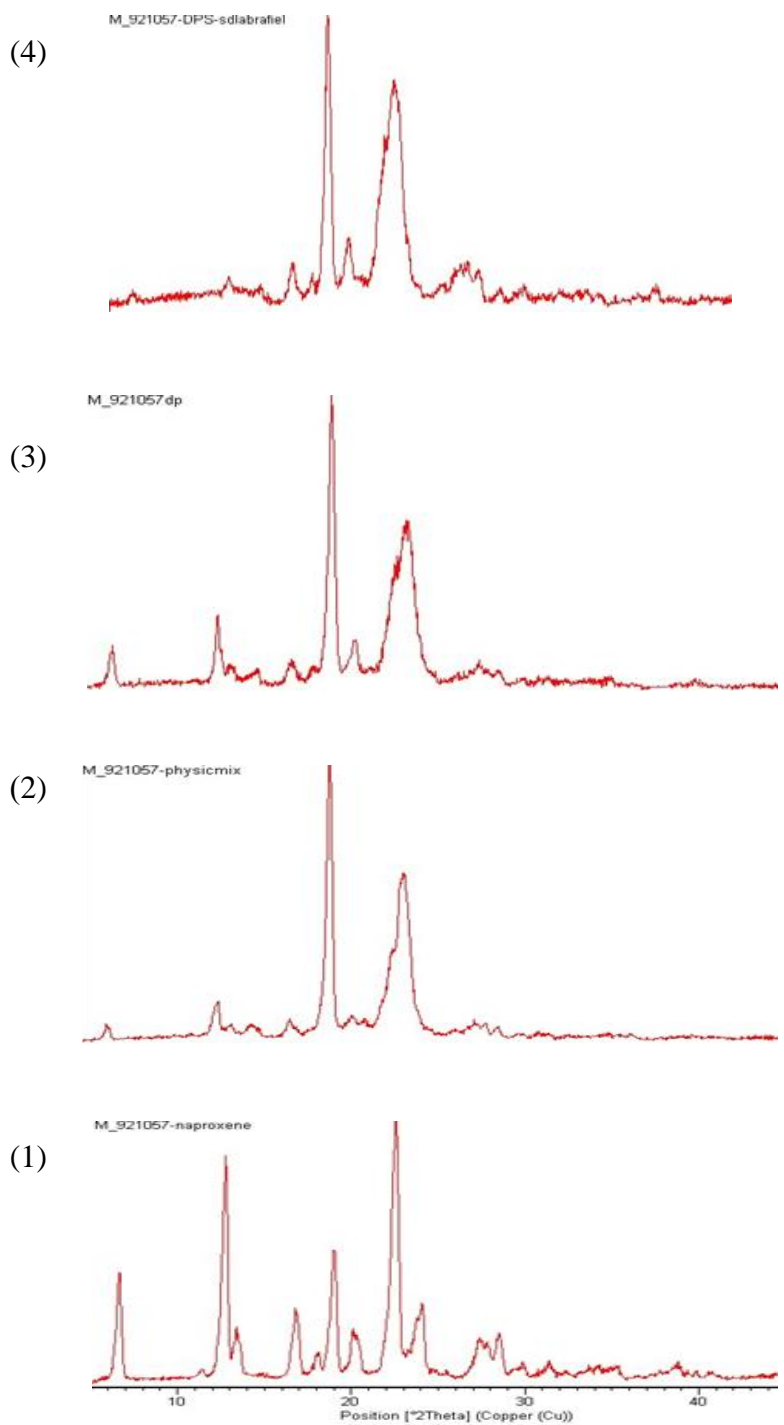 M_921057-DPS-sdlabrafiel
(4)
M_921057dp
(3)
M_921057-physicmix
(2)
M_921057-naproxene
(1)
10 20 30 40
Position [°2Theta] (Copper (Cu))